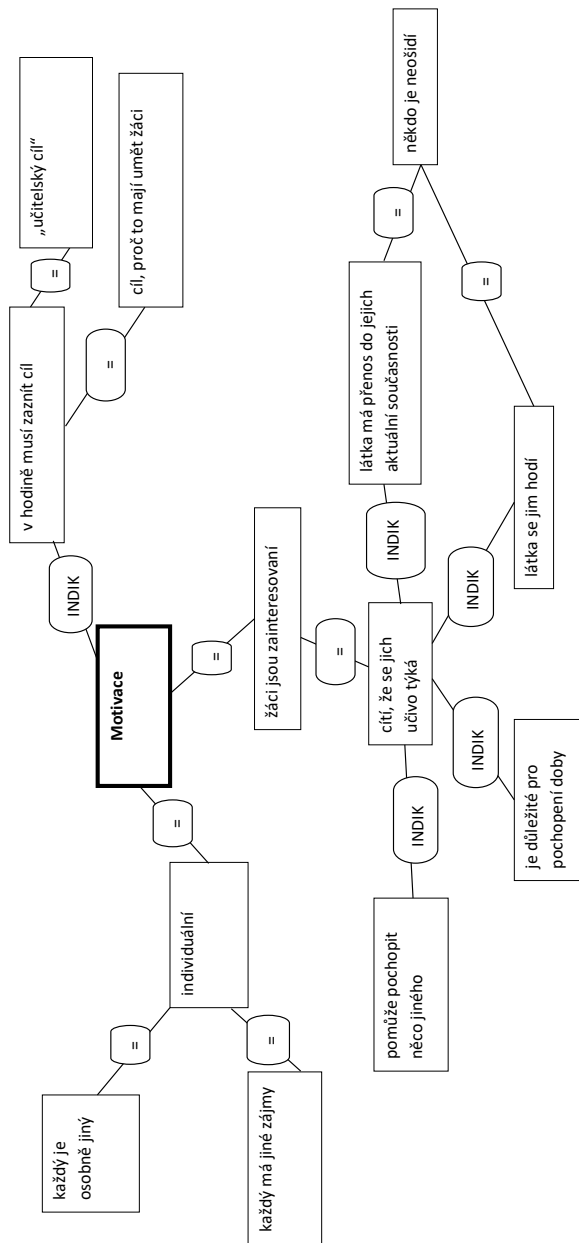 každý je
osobně jiný
=
individuální
=
každý má jiné zájmy
=
Motivace
INDIK
v hodině musí zaznít cíl
=
„učitelský cíl“
=
cíl, proč to mají umět žáci
=
žáci jsou zainteresovaní
=
cítí, že se jich
učivo týká
INDIK
pomůže pochopit
něco jiného
INDIK
je důležité pro
pochopení doby
INDIK
látka se jim hodí
INDIK
látka má přenos do jejich
aktuální současnosti
=
=
někdo je neošidí